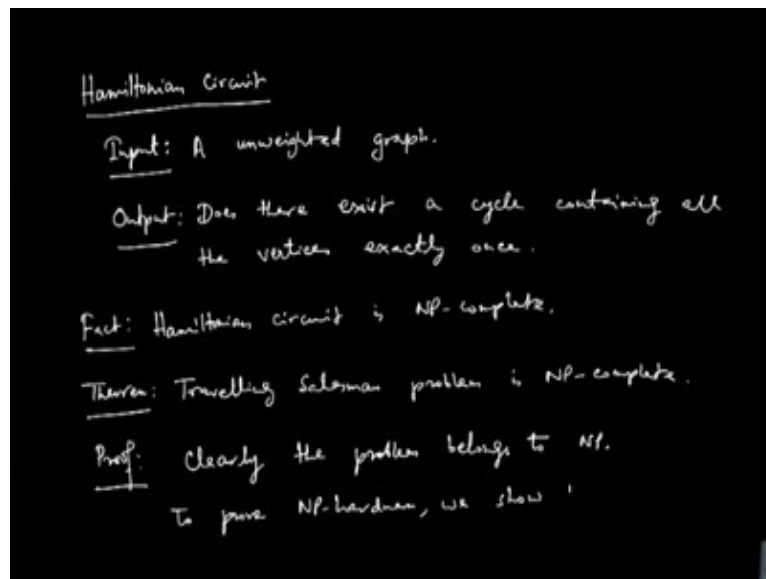 Hamiltonian Circuit
Input: A unweighted graph.
Output: Does there exist a cycle containing all
the vertices exactly once.
Fact: Hamiltonian circuit is NP-complete.
Theorem: Travelling Salesman problem is NP-complete.
Proof: Clearly the problem belongs to NP.
To prove NP-hardness, we show